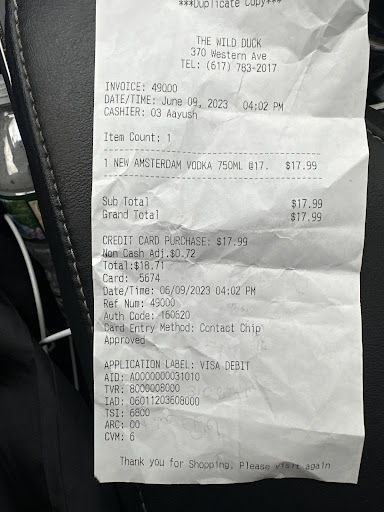 ***Duplicate Copy***
THE WILD DUCK
370 Western Ave
TEL: (617) 783-2017
INVOICE: 49000
DATE/TIME: June 09, 2023 04:02 PM
CASHIER: 03 Aayush
Item Count: 1
1 NEW AMSTERDAM VODKA 750ML @17. $17.99
Sub Total $17.99
Grand Total $17.99
CREDIT CARD PURCHASE: $17.99
Non Cash Adj.$0.72
Total:$18.71
Card: 5674
Date/Time: 06/09/2023 04:02 PM
Ref Num: 49000
Auth Code: 160620
Card Entry Method: Contact Chip
Approved
APPLICATION LABEL: VISA DEBIT
AID: A0000000031010
TVR: 8000008000
IAD: 06011203608000
TSI: 6800
ARC: 00
CVM: 6
Thank you for Shopping. Please visit again